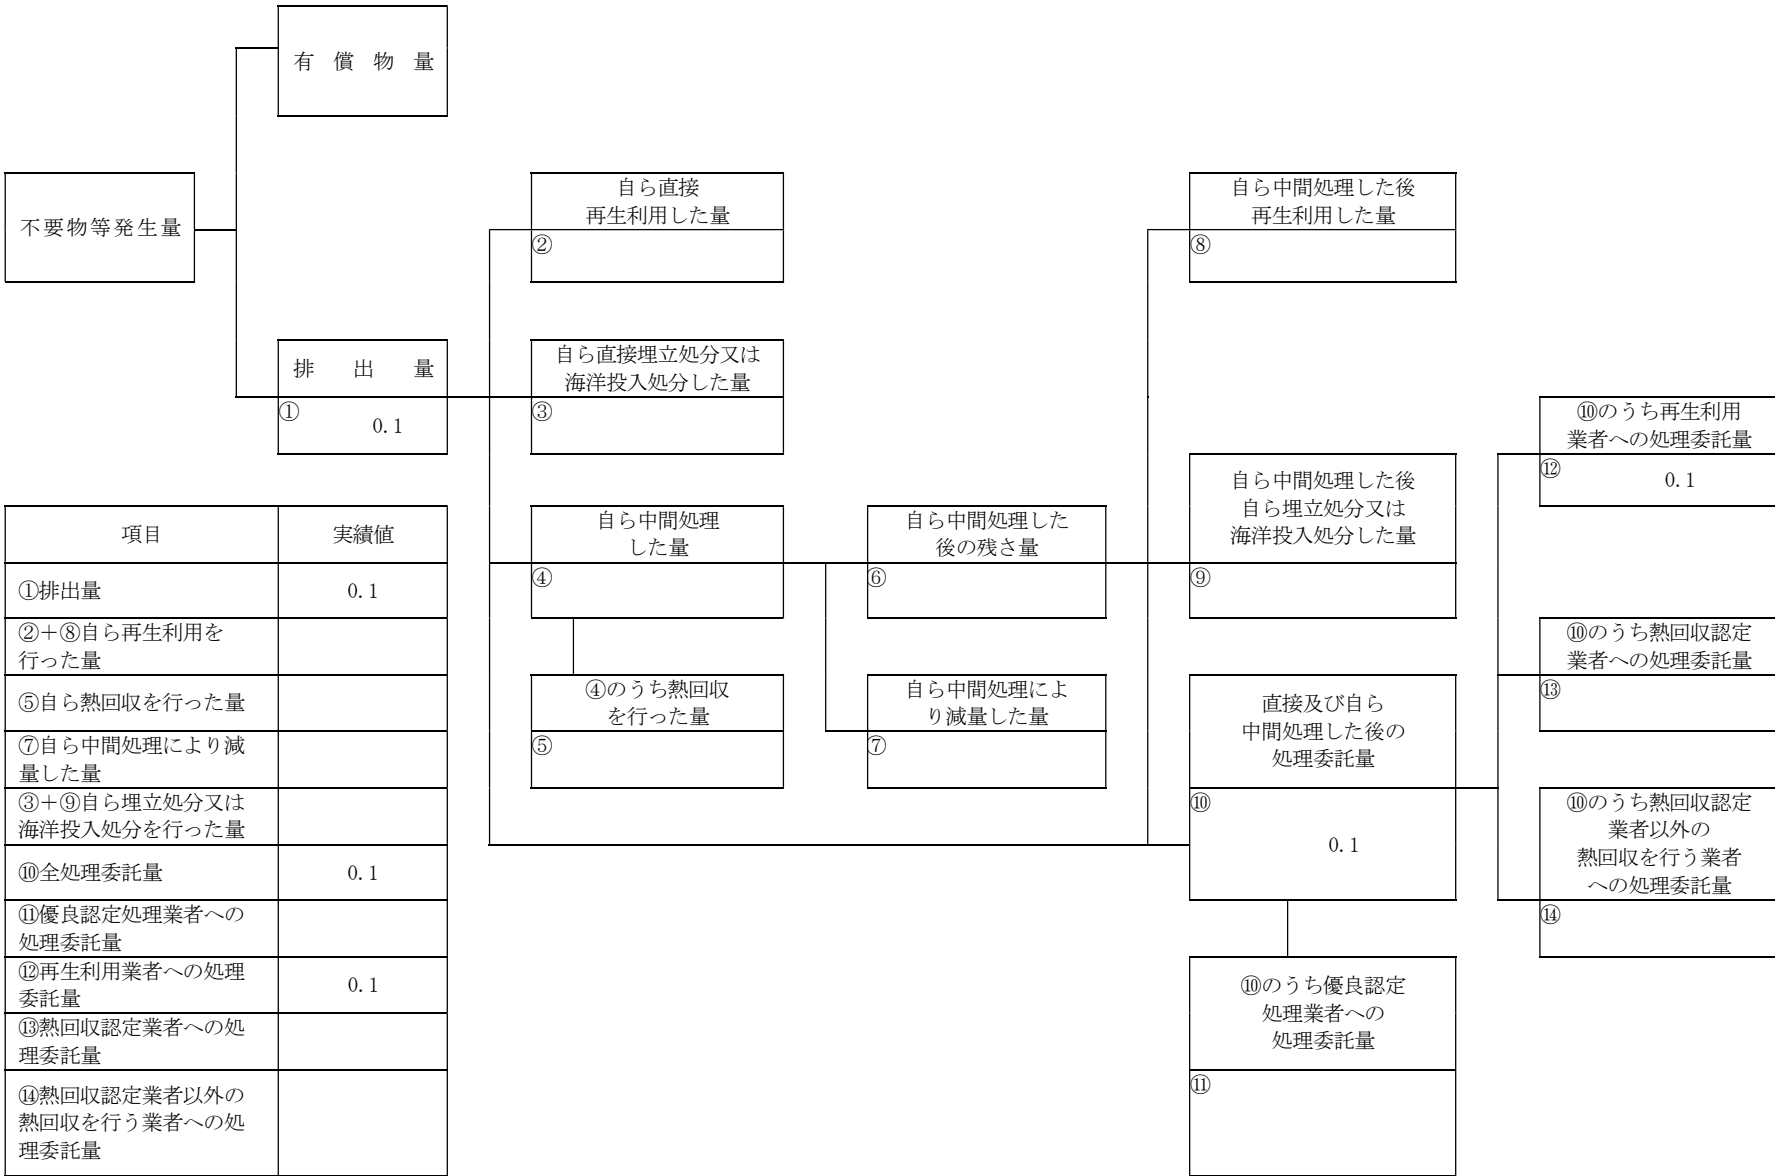 有 償 物 量
不要物等発生量
自ら直接
再生利用した量
②
自ら中間処理した後
再生利用した量
⑧
排 出 量
①
0.1
自ら直接埋立処分又は
海洋投入処分した量
③
⑩のうち再生利用
業者への処理委託量
⑫
0.1
自ら中間処理
した量
④
自ら中間処理した
後の残さ量
⑥
自ら中間処理した後
自ら埋立処分又は
海洋投入処分した量
⑨
⑩のうち熱回収認定
業者への処理委託量
⑬
④のうち熱回収
を行った量
⑤
自ら中間処理によ
り減量した量
⑦
直接及び自ら
中間処理した後の
処理委託量
⑩
0.1
⑩のうち熱回収認定
業者以外の
熱回収を行う業者
への処理委託量
⑭
⑩のうち優良認定
処理業者への
処理委託量
⑪
項目 実績値
①排出量 0.1
②+⑧自ら再生利用を
行った量
⑤自ら熱回収を行った量
⑦自ら中間処理により減
量した量
③+⑨自ら埋立処分又は
海洋投入処分を行った量
⑩全処理委託量 0.1
⑪優良認定処理業者への
処理委託量
⑫再生利用業者への処理
委託量 0.1
⑬熱回収認定業者への処
理委託量
⑭熱回収認定業者以外の
熱回収を行う業者への処
理委託量